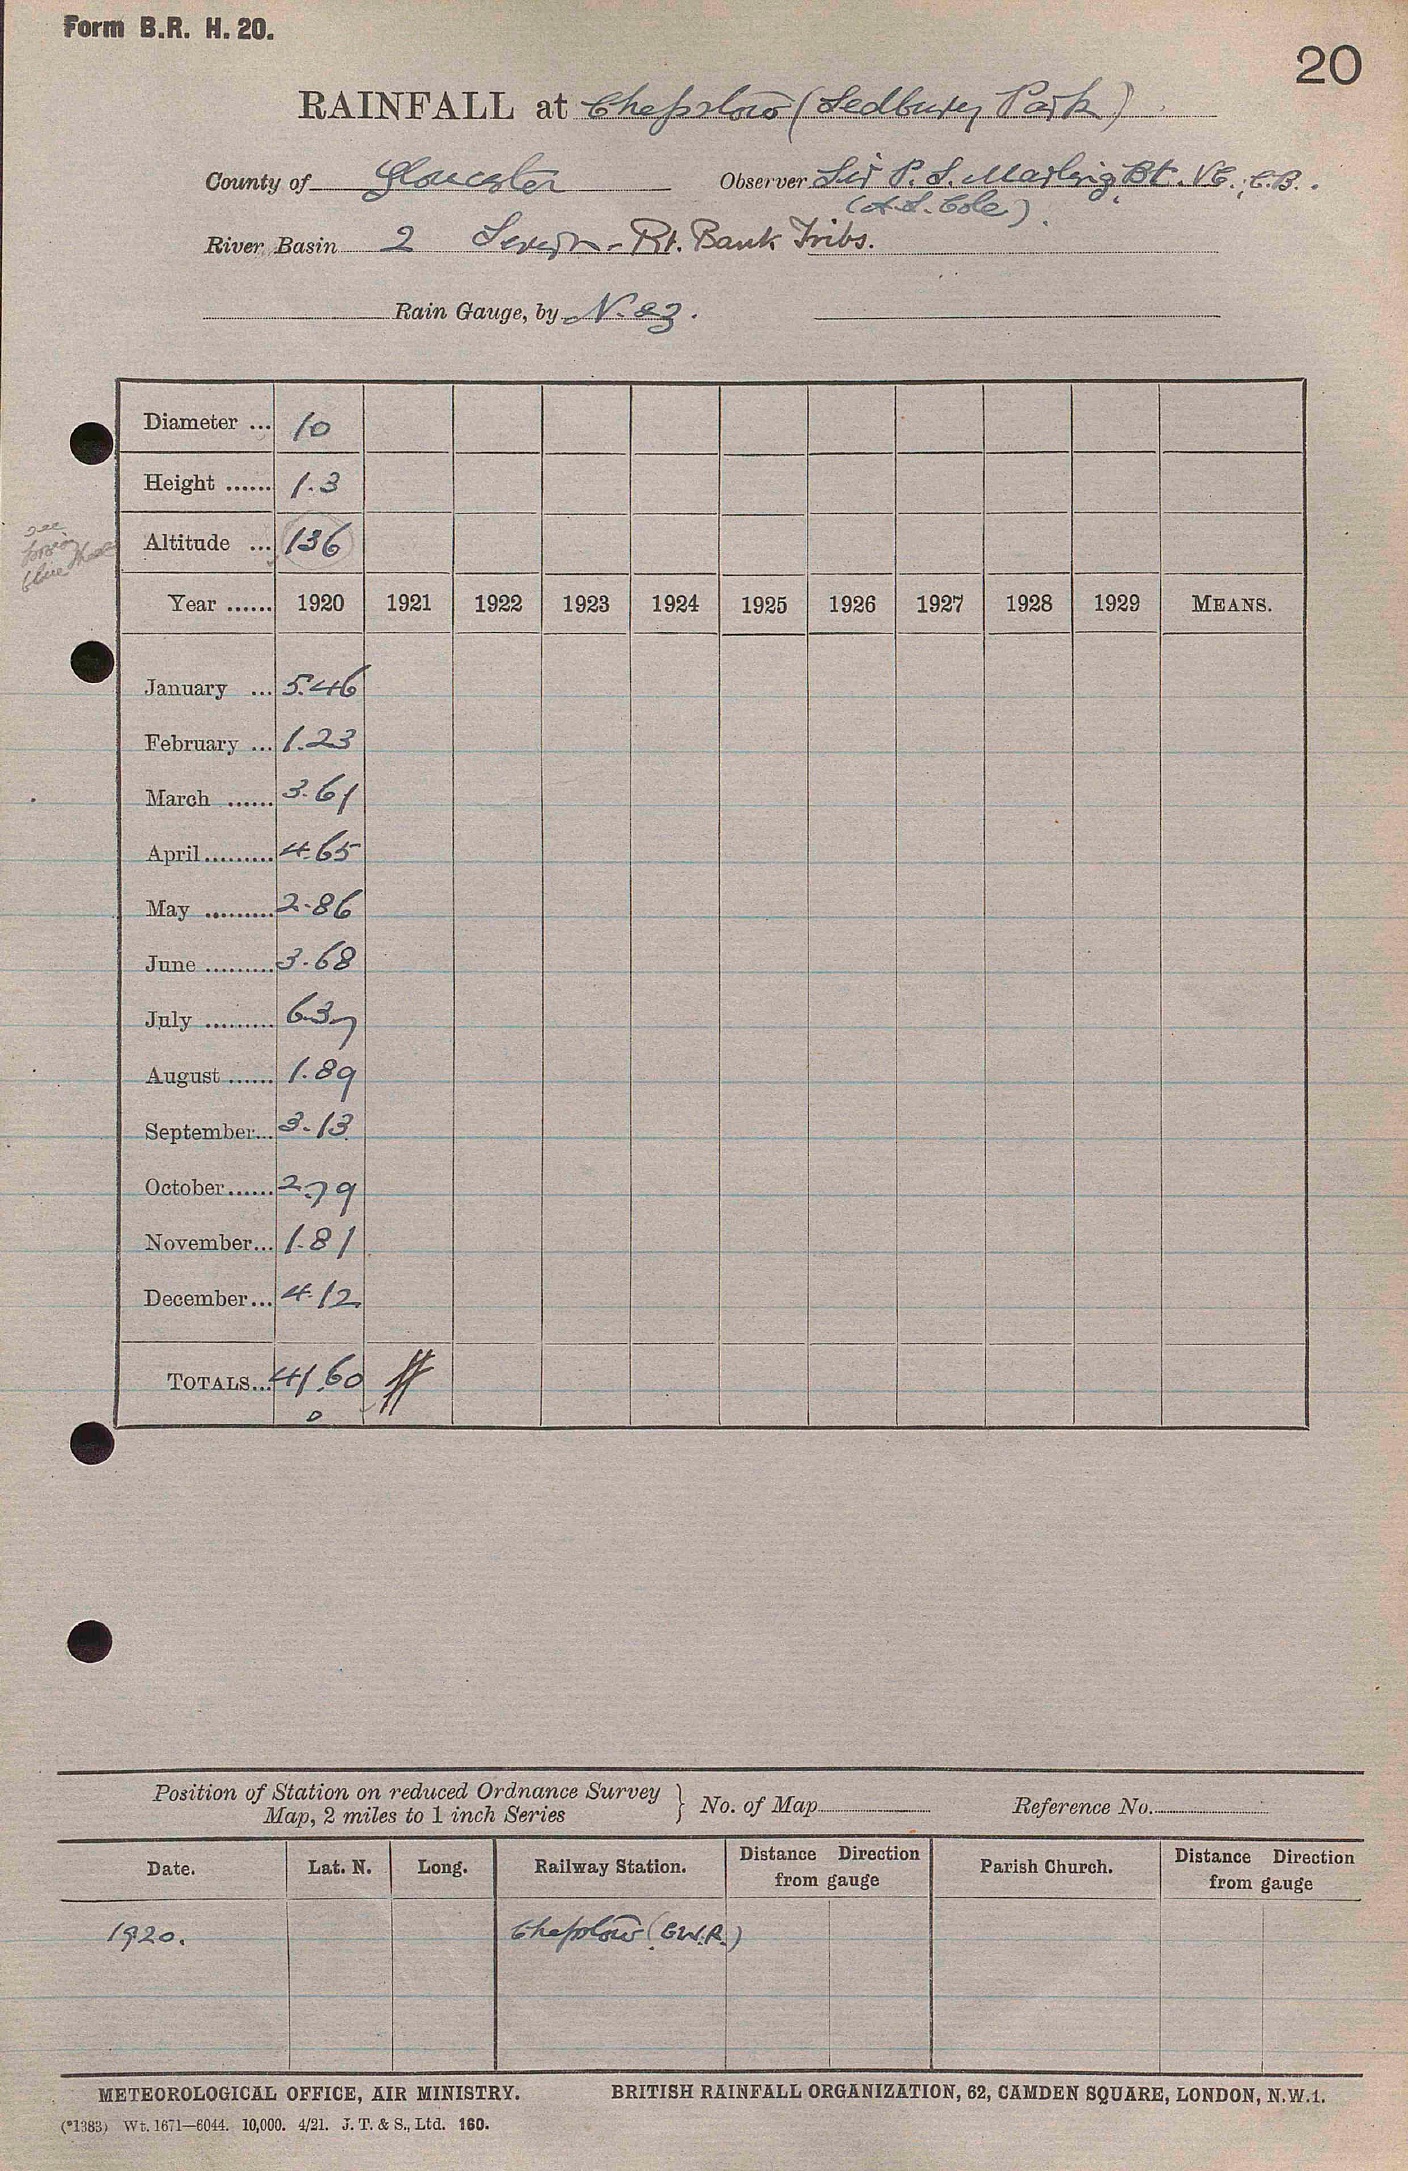 Form B.R. H. 20.
20
RAINFALL at Chepstow (Sedbury Park)
County of Gloucester Observer Sir P. S. Marling, Bt. V.C., C.B.
(A. S. Cole).
River Basin 2 Severn - Rt. Bank Tribs.
Rain Gauge, by N. & Z.
Diameter ... 10
Height ...... 1.3
Altitude ... 136
see
Year ...... 1920 1921 1922 1923 1924 1925 1926 1927 1928 1929 MEANS.
January ... 5.46
February ... 1.23
March ...... 3.61
April ......... 4.65
May ......... 2.86
June ......... 3.68
July ......... 6.37
August ...... 1.89
September... 3.13
October ...... 2.79
November... 1.81
December... 4.12
TOTALS... 41.60
0
Position of Station on reduced Ordnance Survey
Map, 2 miles to 1 inch Series } No. of Map Reference No.
Date. Lat. N. Long. Railway Station. Distance Direction from gauge Parish Church. Distance Direction from gauge
1920. Chepstow (G.W.R.)
METEOROLOGICAL OFFICE, AIR MINISTRY. BRITISH RAINFALL ORGANIZATION, 62, CAMDEN SQUARE, LONDON, N.W.1.
(*1383) Wt. 1671—6044. 10,000. 4/21. J. T. & S., Ltd. 160.